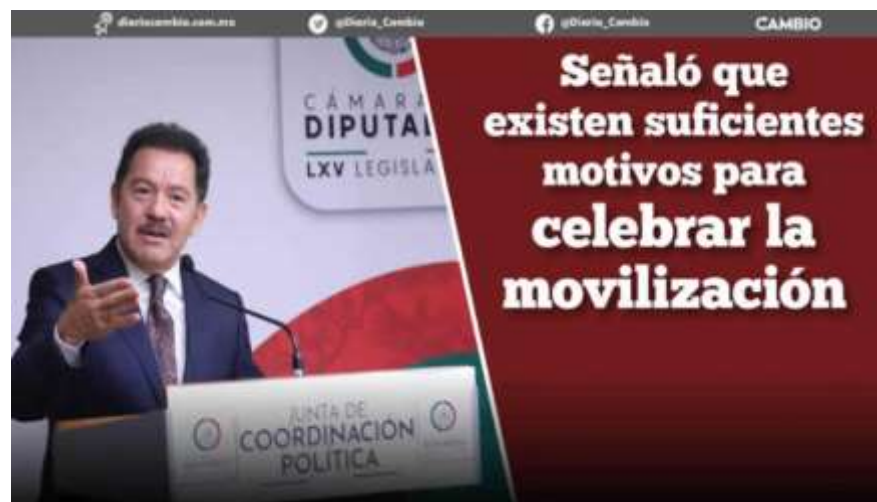 diariocambio.com.mx
@Diario_Cambio
@Diario_Cambio
CAMBIO
CÁMARA
DIPUTA
LXV LEGISLA
Señaló que
existen suficientes
motivos para
celebrar la
movilización
JUNTA DE
COORDINACIÓN
POLÍTICA